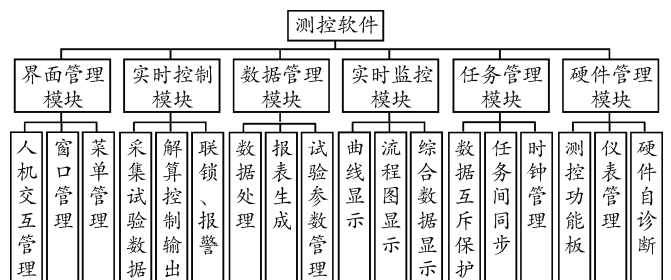 测控软件
界面管理
模块
实时控制
模块
数据管理
模块
实时监控
模块
任务管理
模块
硬件管理
模块
人机交互管理
窗口管理
菜单管理
采集试验数据
解算控制输出
联锁、报警
数据处理
报表生成
试验参数管理
曲线显示
流程图显示
综合数据显示
数据互斥保护
任务间同步
时钟管理
测控功能板
仪表管理
硬件自诊断